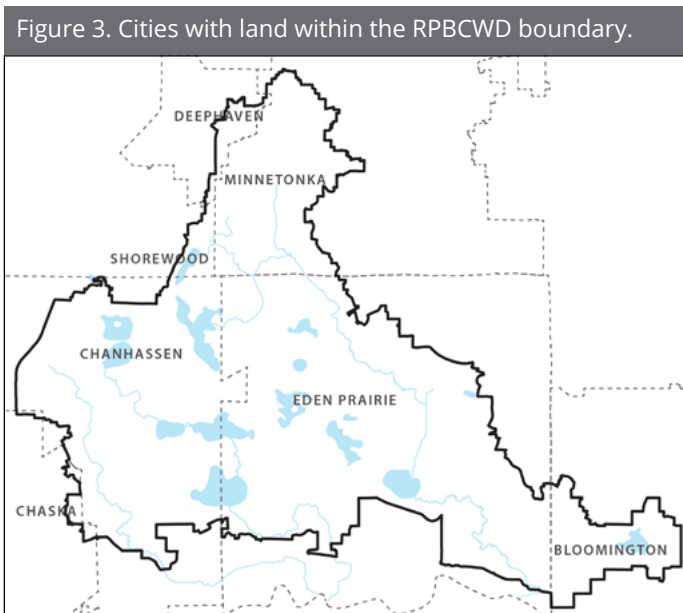 Figure 3. Cities with land within the RPBCWD boundary.
DEEPHAVEN
MINNETONKA
SHOREWOOD
CHANHASSEN
EDEN PRAIRIE
CHASKA
BLOOMINGTON